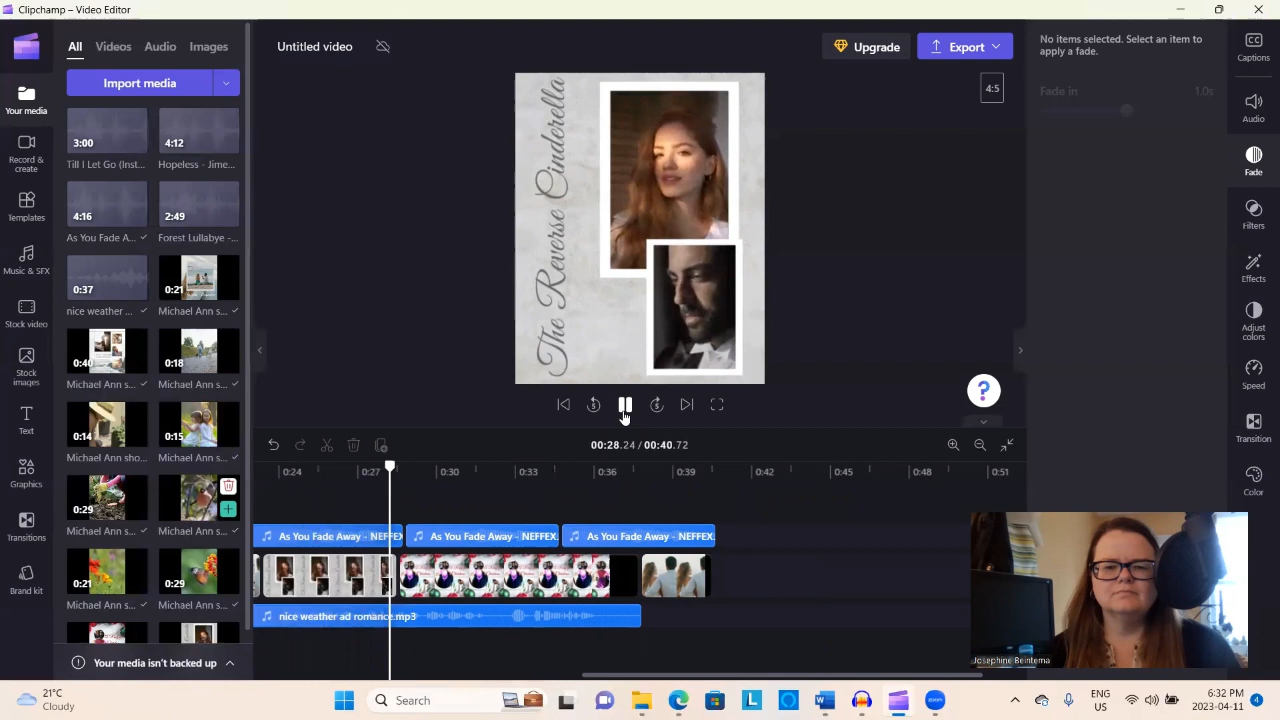 Clipchamp – Video Editor
All Videos Audio Images
Untitled video
Upgrade
Export
No items selected. Select an item to
apply a fade.
Captions
Import media
Your media
4:5
Fade in 1.0s
Audio
3:00
4:12
Till I Let Go (Inst...
Hopeless - Jime...
Record &
create
Fade
4:16
2:49
As You Fade A...
Forest Lullabye -...
Templates
Filters
0:37
0:21
nice weather ...
Michael Ann s...
Music & SFX
Effects
The Reverse Cinderella
0:40
0:18
Michael Ann s...
Michael Ann s...
Stock video
Adjust
colors
Stock
images
0:14
0:15
Michael Ann sho...
Michael Ann s...
Speed
Text
?
5
5
00:28.24 / 00:40.72
Transition
Graphics
0:24 0:27 0:30 0:33 0:36 0:39 0:42 0:45 0:48 0:51
0:29
Michael Ann s...
Michael Ann s...
Color
Transitions
As You Fade Away - NEFFEX
As You Fade Away - NEFFEX.
As You Fade Away - NEFFEX.
0:21
0:29
Michael Ann s...
Michael Ann s...
Brand kit
nice weather ad romance.mp3
Your media isn't backed up
Josephine Beintema
21°C
Cloudy
Search
L
W
ENG
CA
6:32 PM
2023-04-11
4